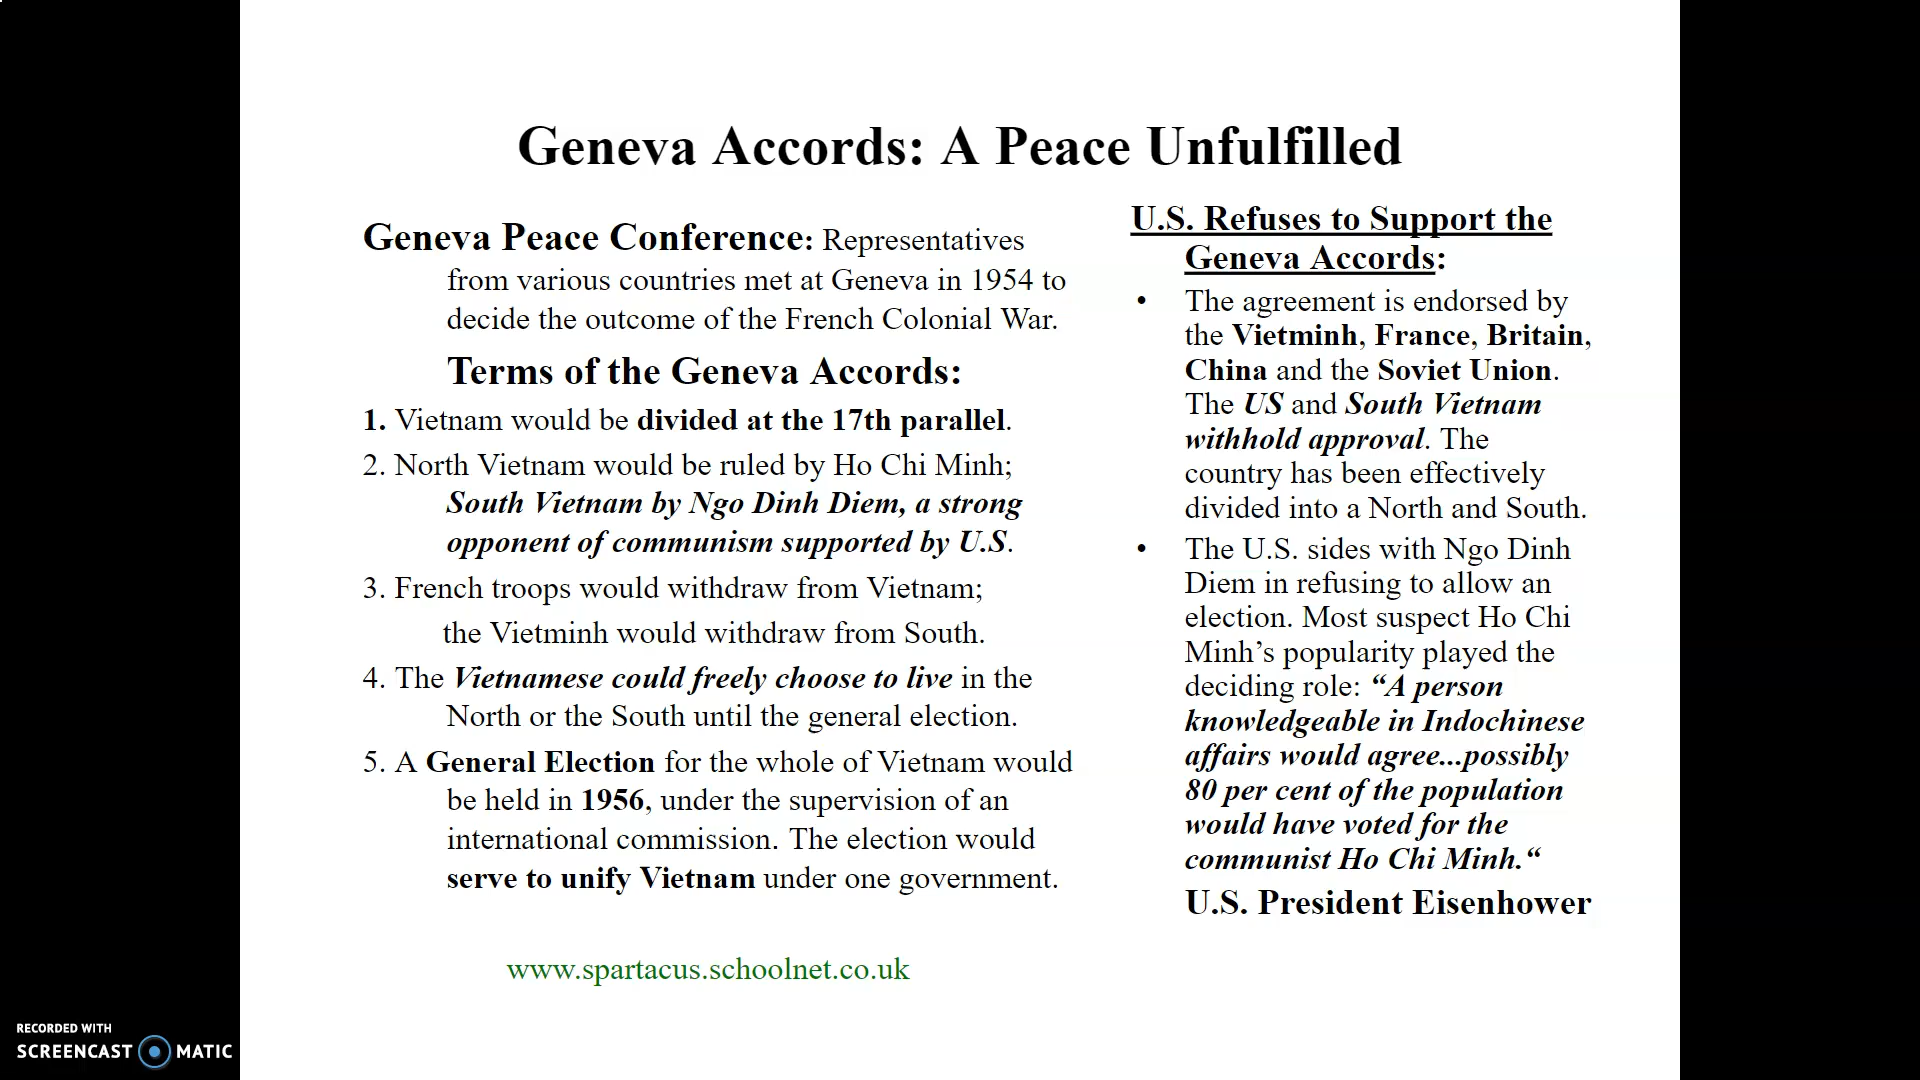 Geneva Accords: A Peace Unfulfilled
Geneva Peace Conference: Representatives
from various countries met at Geneva in 1954 to
decide the outcome of the French Colonial War.
Terms of the Geneva Accords:
1. Vietnam would be divided at the 17th parallel.
2. North Vietnam would be ruled by Ho Chi Minh;
South Vietnam by Ngo Dinh Diem, a strong
opponent of communism supported by U.S.
3. French troops would withdraw from Vietnam;
the Vietminh would withdraw from South.
4. The Vietnamese could freely choose to live in the
North or the South until the general election.
5. A General Election for the whole of Vietnam would
be held in 1956, under the supervision of an
international commission. The election would
serve to unify Vietnam under one government.
www.spartacus.schoolnet.co.uk
U.S. Refuses to Support the
Geneva Accords:
• The agreement is endorsed by
the Vietminh, France, Britain,
China and the Soviet Union.
The US and South Vietnam
withhold approval. The
country has been effectively
divided into a North and South.
• The U.S. sides with Ngo Dinh
Diem in refusing to allow an
election. Most suspect Ho Chi
Minh’s popularity played the
deciding role: “A person
knowledgeable in Indochinese
affairs would agree...possibly
80 per cent of the population
would have voted for the
communist Ho Chi Minh.“
U.S. President Eisenhower
RECORDED WITH
SCREENCAST MATIC